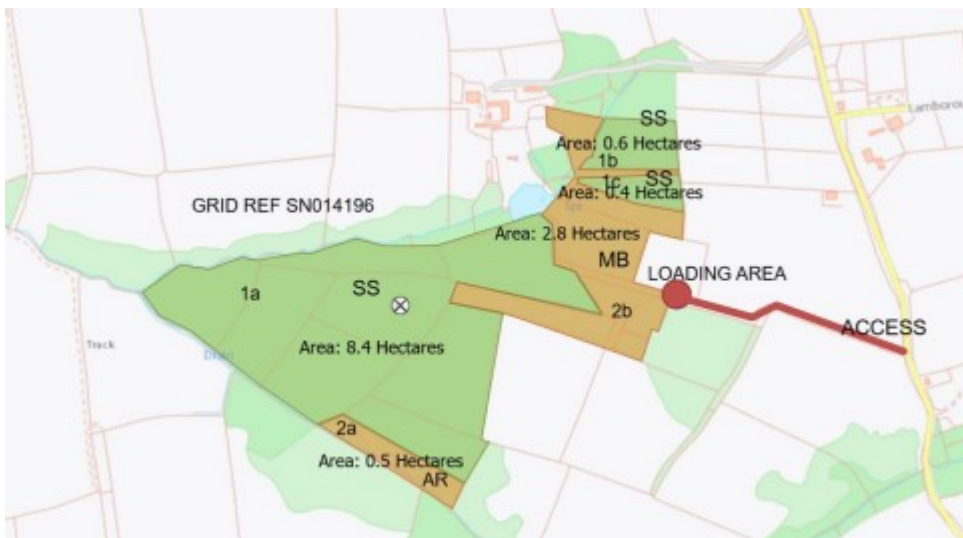 Lamborou
SS
Area: 0.6 Hectares
1b
1c
SS
Area: 0.4 Hectares
GRID REF SN014196
Area: 2.8 Hectares
MB
LOADING AREA
1a
SS
2b
ACCESS
Track
Area: 8.4 Hectares
2a
Area: 0.5 Hectares
AR